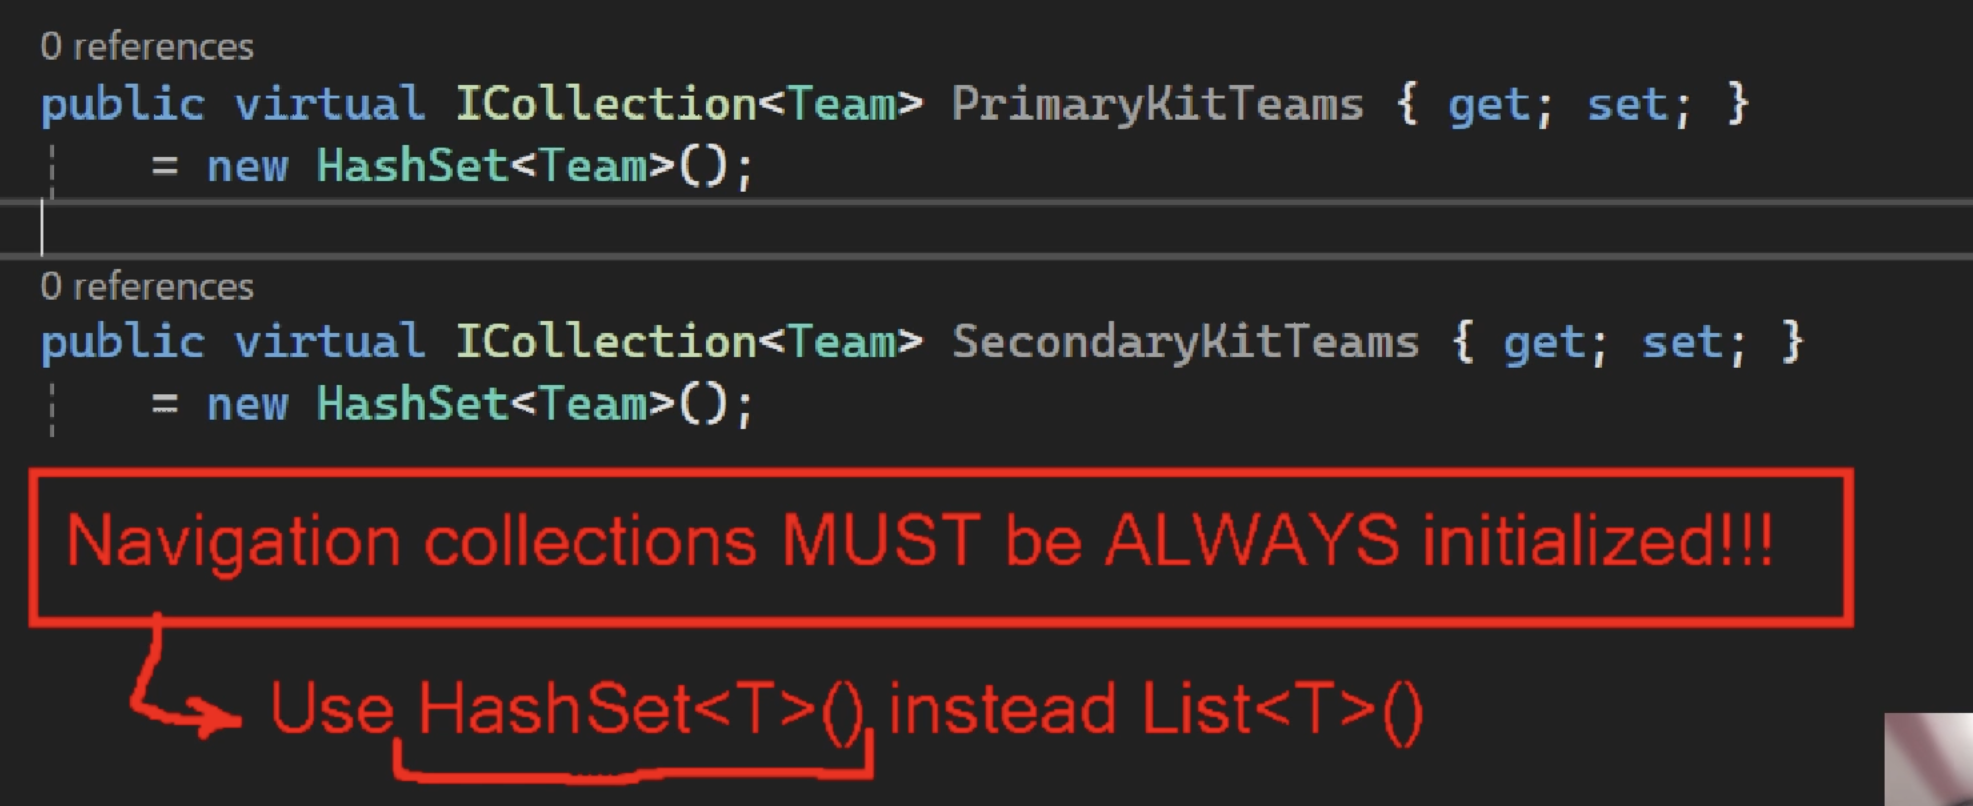 0 references
public virtual ICollection<Team> PrimaryKitTeams { get; set; }
= new HashSet<Team>();
0 references
public virtual ICollection<Team> SecondaryKitTeams { get; set; }
= new HashSet<Team>();
Navigation collections MUST be ALWAYS initialized!!!
Use HashSet<T>() instead List<T>()